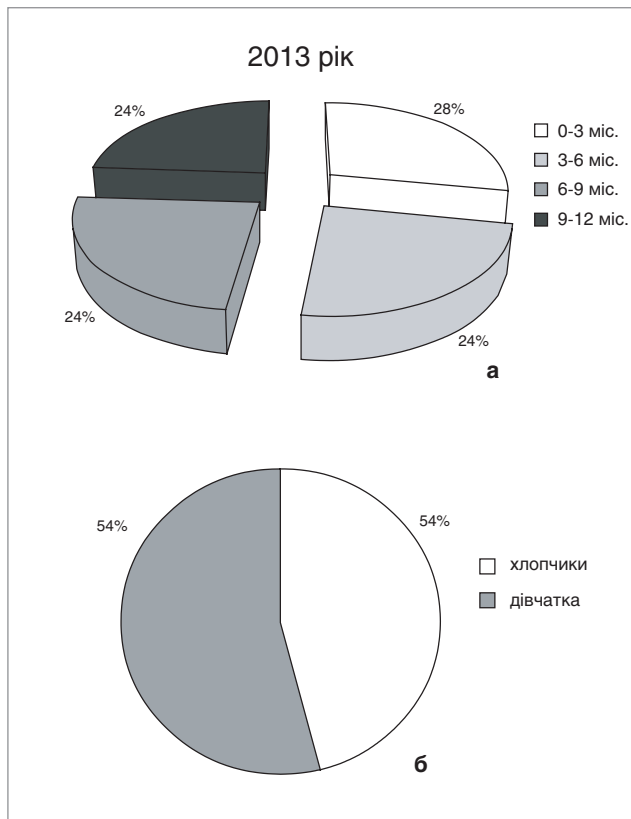 2013 рік
24%
28%
0-3 міс.
3-6 міс.
6-9 міс.
9-12 міс.
24%
24%
а
54%
54%
хлопчики
дівчатка
б